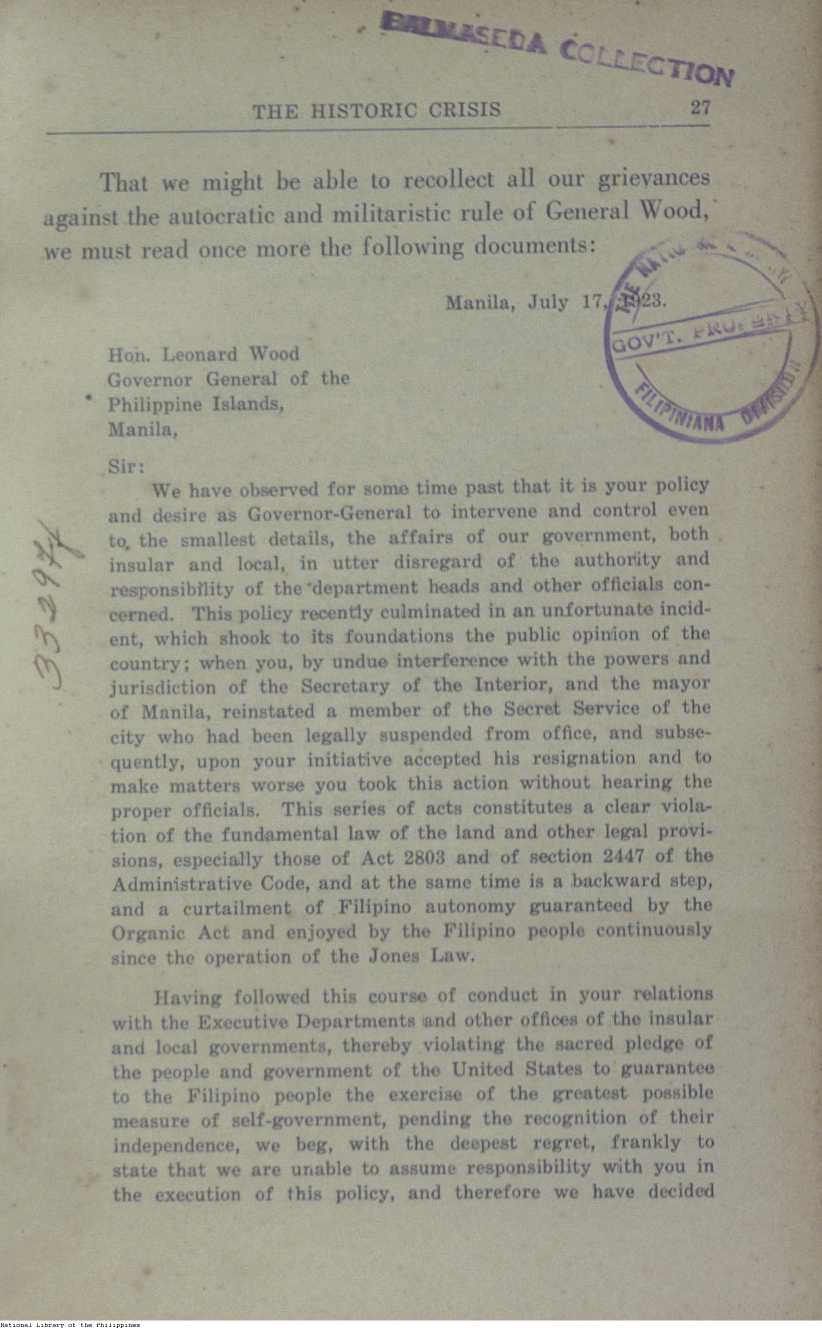 BALMASEDA COLLECTION
THE HISTORIC CRISIS 27
That we might be able to recollect all our grievances
against the autocratic and militaristic rule of General Wood,
we must read once more the following documents:
Manila, July 17, 1923.
THE NATIONAL
GOV'T. PROPERTY
FILIPINIANA DIVISION
Hon. Leonard Wood
Governor General of the
Philippine Islands,
Manila,
Sir:
We have observed for some time past that it is your policy
and desire as Governor-General to intervene and control even
to, the smallest details, the affairs of our government, both
insular and local, in utter disregard of the authority and
responsibility of the department heads and other officials con-
cerned. This policy recently culminated in an unfortunate incid-
ent, which shook to its foundations the public opinion of the
country; when you, by undue interference with the powers and
jurisdiction of the Secretary of the Interior, and the mayor
of Manila, reinstated a member of the Secret Service of the
city who had been legally suspended from office, and subse-
quently, upon your initiative accepted his resignation and to
make matters worse you took this action without hearing the
proper officials. This series of acts constitutes a clear viola-
tion of the fundamental law of the land and other legal provi-
sions, especially those of Act 2803 and of section 2447 of the
Administrative Code, and at the same time is a backward step,
and a curtailment of Filipino autonomy guaranteed by the
Organic Act and enjoyed by the Filipino people continuously
since the operation of the Jones Law.
Having followed this course of conduct in your relations
with the Executive Departments and other offices of the insular
and local governments, thereby violating the sacred pledge of
the people and government of the United States to guarantee
to the Filipino people the exercise of the greatest possible
measure of self-government, pending the recognition of their
independence, we beg, with the deepest regret, frankly to
state that we are unable to assume responsibility with you in
the execution of this policy, and therefore we have decided
National Library of the Philippines